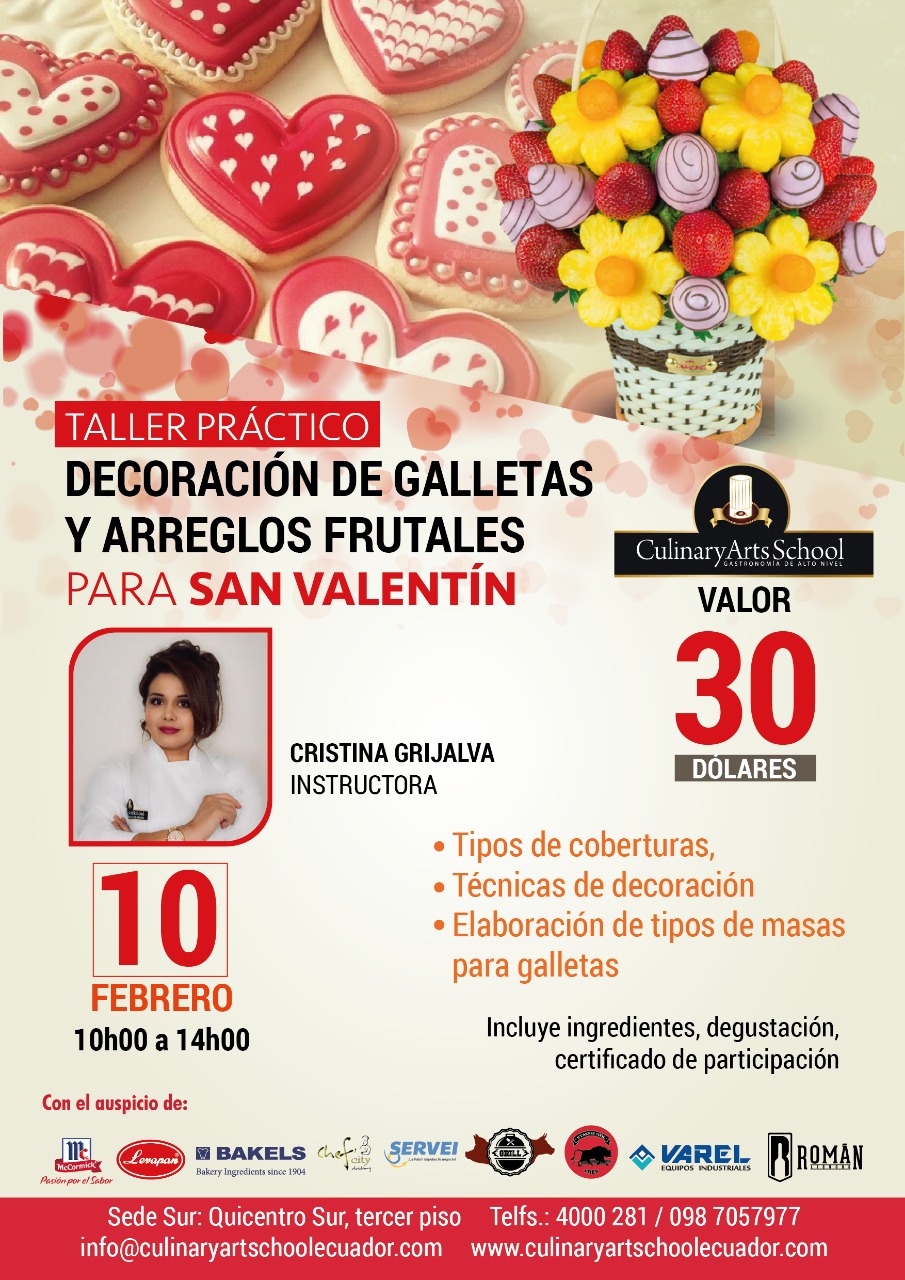 TALLER PRÁCTICO
DECORACIÓN DE GALLETAS
Y ARREGLOS FRUTALES
PARA SAN VALENTÍN
CulinaryArtsSchool
GASTRONOMÍA DE ALTO NIVEL
VALOR
30
DÓLARES
CRISTINA GRIJALVA
INSTRUCTORA
• Tipos de coberturas,
• Técnicas de decoración
• Elaboración de tipos de masas
para galletas
10
FEBRERO
10h00 a 14h00
Incluye ingredientes, degustación,
certificado de participación
Con el auspicio de:
Mc
McCormick
Pasión por el Sabor
Levapan
BAKELS
Bakery Ingredients since 1904
chef city
SERVEI
GRILL
VAREL
EQUIPOS INDUSTRIALES
ROMÁN
Sede Sur: Quicentro Sur, tercer piso Telfs.: 4000 281 / 098 7057977
info@culinaryartschoolecuador.com www.culinaryartschoolecuador.com